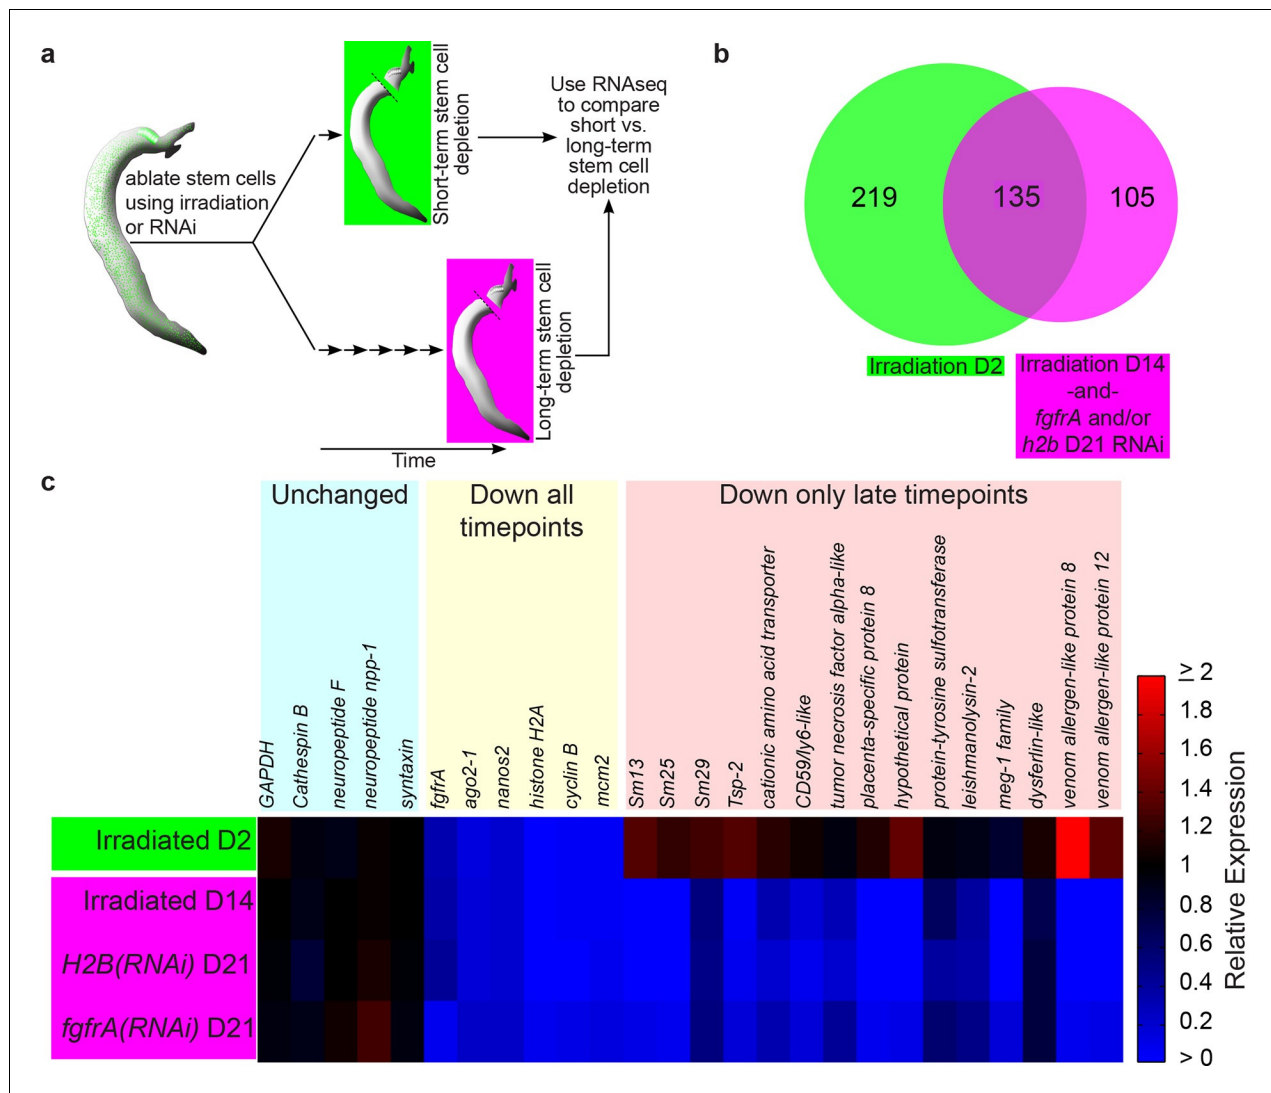 a
ablate stem cells
using irradiation
or RNAi
Short-term stem cell
depletion
Long-term stem cell
depletion
Use RNAseq
to compare
short vs.
long-term
stem cell
depletion
Time
b
219
135
105
Irradiation D2
Irradiation D14
-and-
fgfrA and/or
h2b D21 RNAi
c
Unchanged
Down all
timepoints
Down only late timepoints
GAPDH
Cathespin B
neuropeptide F
neuropeptide npp-1
syntaxin
fgfrA
ago2-1
nanos2
histone H2A
cyclin B
mcm2
Sm13
Sm25
Sm29
Tsp-2
cationic amino acid transporter
CD59/ly6-like
tumor necrosis factor alpha-like
placenta-specific protein 8
hypothetical protein
protein-tyrosine sulfotransferase
leishmanolysin-2
meg-1 family
dysferlin-like
venom allergen-like protein 8
venom allergen-like protein 12
Irradiated D2
Irradiated D14
H2B(RNAi) D21
fgfrA(RNAi) D21
≥ 2
1.8
1.6
1.4
1.2
1
0.8
0.6
0.4
0.2
> 0
Relative Expression